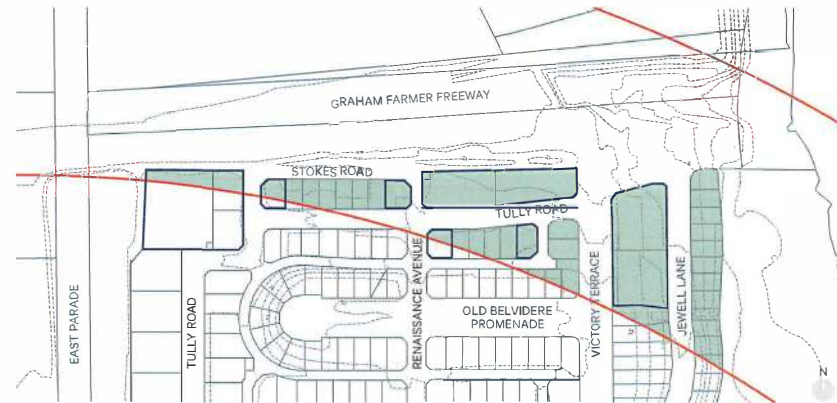 GRAHAM FARMER FREEWAY
STOKES ROAD
TULLY ROAD
EAST PARADE
TULLY ROAD
RENAISSANCE AVENUE
OLD BELVIDERE
PROMENADE
VICTORY TERRACE
JEWELL LANE
N